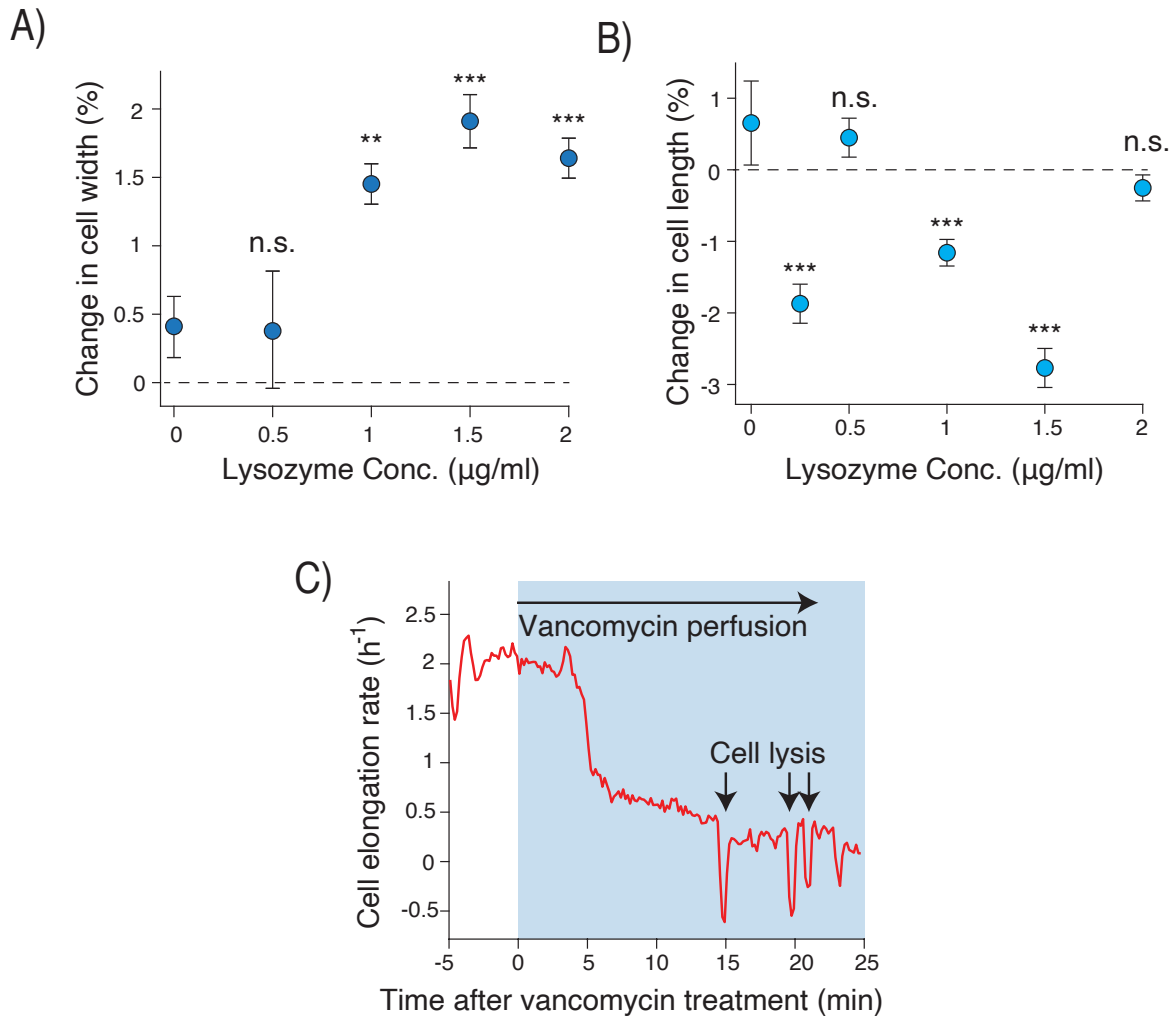 A)
Change in cell width (%)
2
1.5
1
0.5
0
n.s.
**
***
***
0 0.5 1 1.5 2
Lysozyme Conc. (µg/ml)
B)
Change in cell length (%)
1
0
-1
-2
-3
***
n.s.
***
***
n.s.
0 0.5 1 1.5 2
Lysozyme Conc. (µg/ml)
C)
Cell elongation rate (h⁻¹)
2.5
2
1.5
1
0.5
0
-0.5
Vancomycin perfusion
Cell lysis
-5 0 5 10 15 20 25
Time after vancomycin treatment (min)